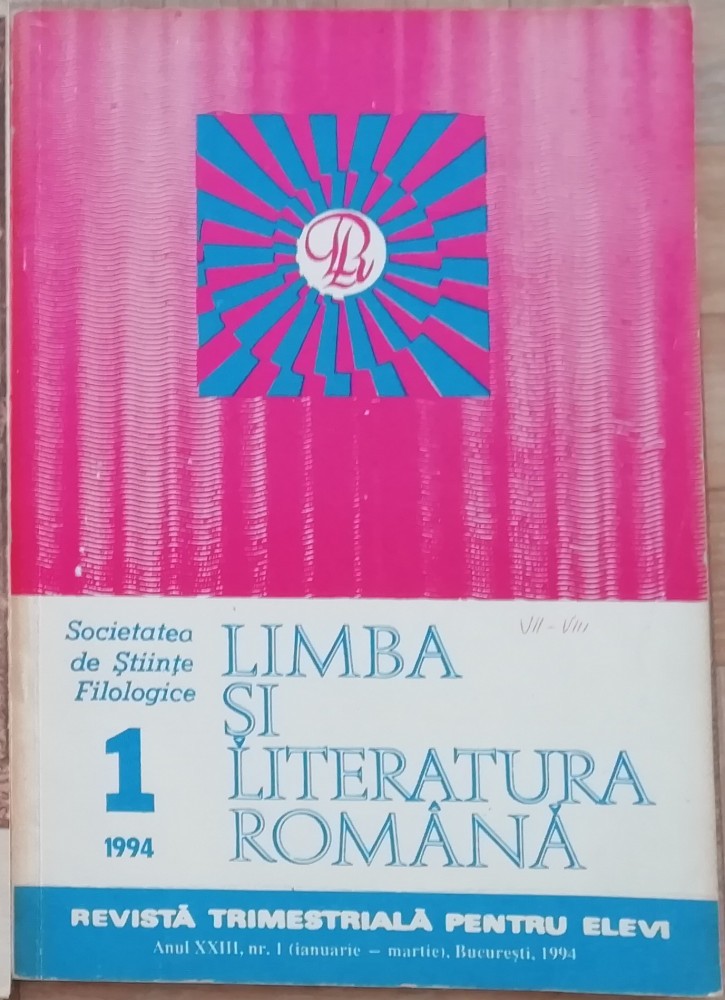 Societatea
de Științe
Filologice
1
1994
VII - VIII
LIMBA
ȘI
LITERATURA
ROMÂNĂ
REVISTĂ TRIMESTRIALĂ PENTRU ELEVI
Anul XXIII, nr. 1 (ianuarie – martie), București, 1994